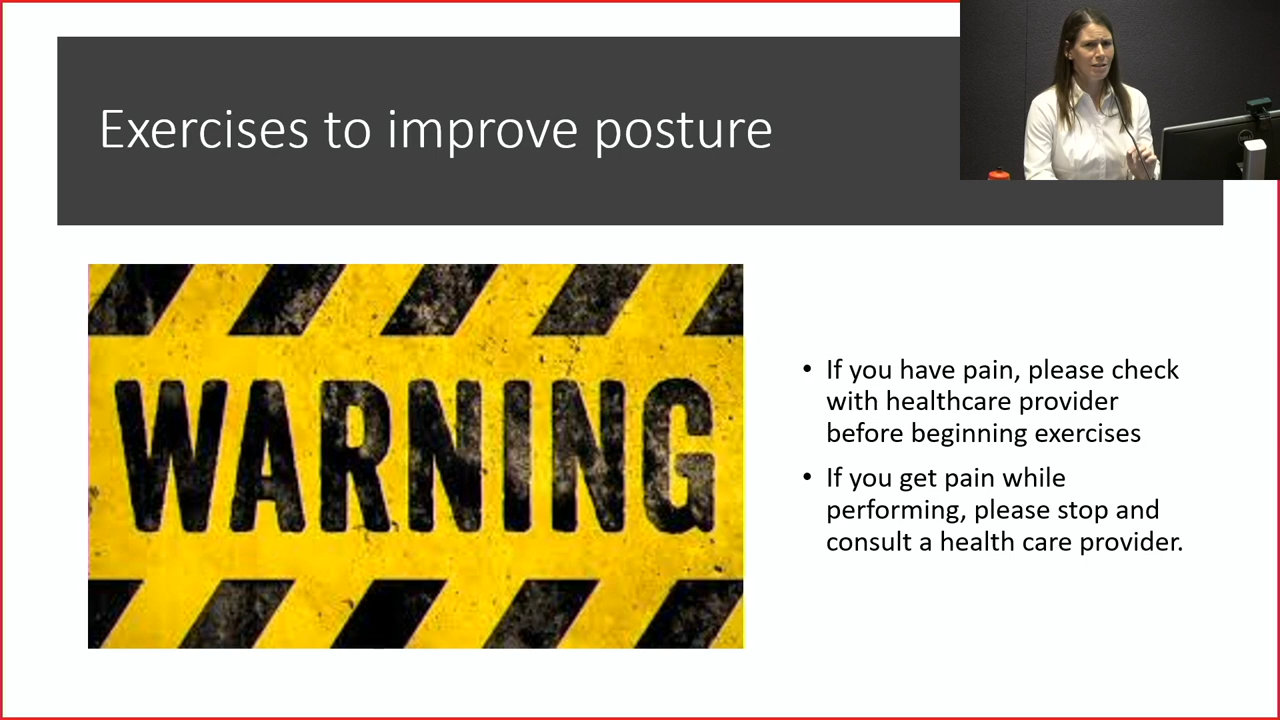 Exercises to improve posture
WARNING
• If you have pain, please check
with healthcare provider
before beginning exercises
• If you get pain while
performing, please stop and
consult a health care provider.
DELL